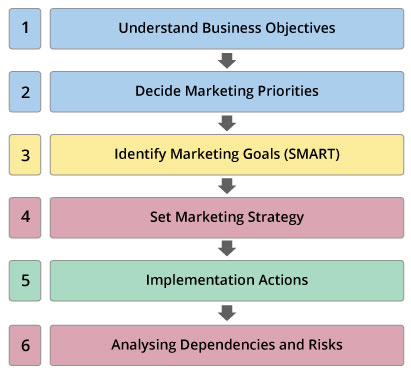 1 Understand Business Objectives
2 Decide Marketing Priorities
3 Identify Marketing Goals (SMART)
4 Set Marketing Strategy
5 Implementation Actions
6 Analysing Dependencies and Risks